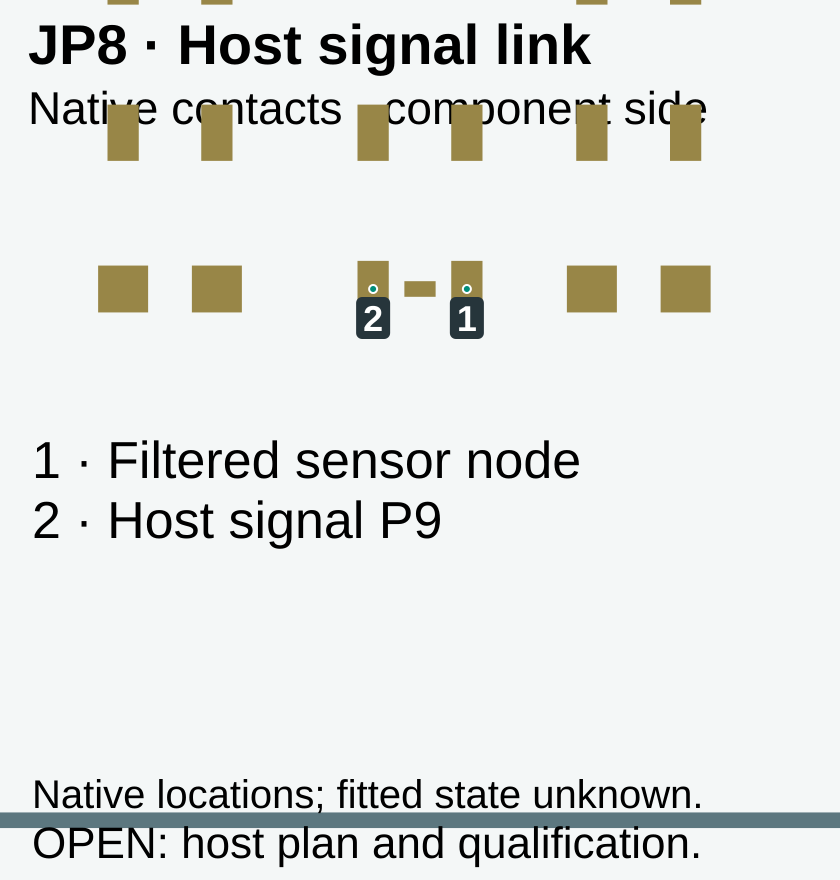 JP8 · Host signal link
Native contacts · component side
2 1
1 · Filtered sensor node
2 · Host signal P9
Native locations; fitted state unknown.
OPEN: host plan and qualification.